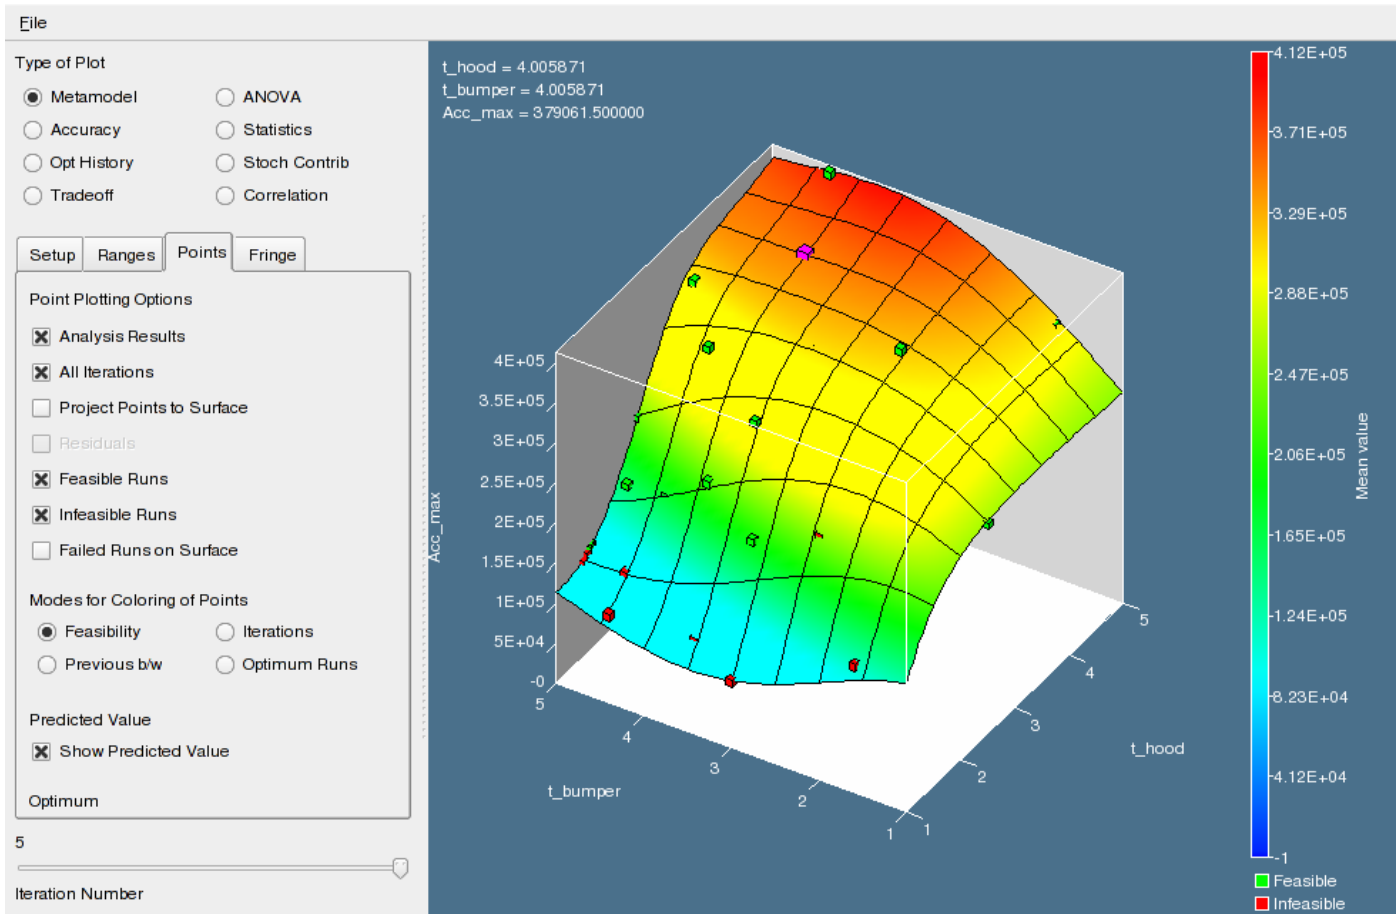 File
Type of Plot
Metamodel
ANOVA
Accuracy
Statistics
Opt History
Stoch Contrib
Tradeoff
Correlation
Setup
Ranges
Points
Fringe
Point Plotting Options
Analysis Results
All Iterations
Project Points to Surface
Residuals
Feasible Runs
Infeasible Runs
Failed Runs on Surface
Modes for Coloring of Points
Feasibility
Iterations
Previous b/w
Optimum Runs
Predicted Value
Show Predicted Value
Optimum
5
Iteration Number
t_hood = 4.005871
t_bumper = 4.005871
Acc_max = 379061.500000
4E+05
3.5E+05
3E+05
2.5E+05
2E+05
1.5E+05
1E+05
5E+04
-0
Acc_max
5
4
3
2
1
t_bumper
1
2
3
4
5
t_hood
4.12E+05
3.71E+05
3.29E+05
2.88E+05
2.47E+05
2.06E+05
1.65E+05
1.24E+05
8.23E+04
4.12E+04
-1
Mean value
Feasible
Infeasible